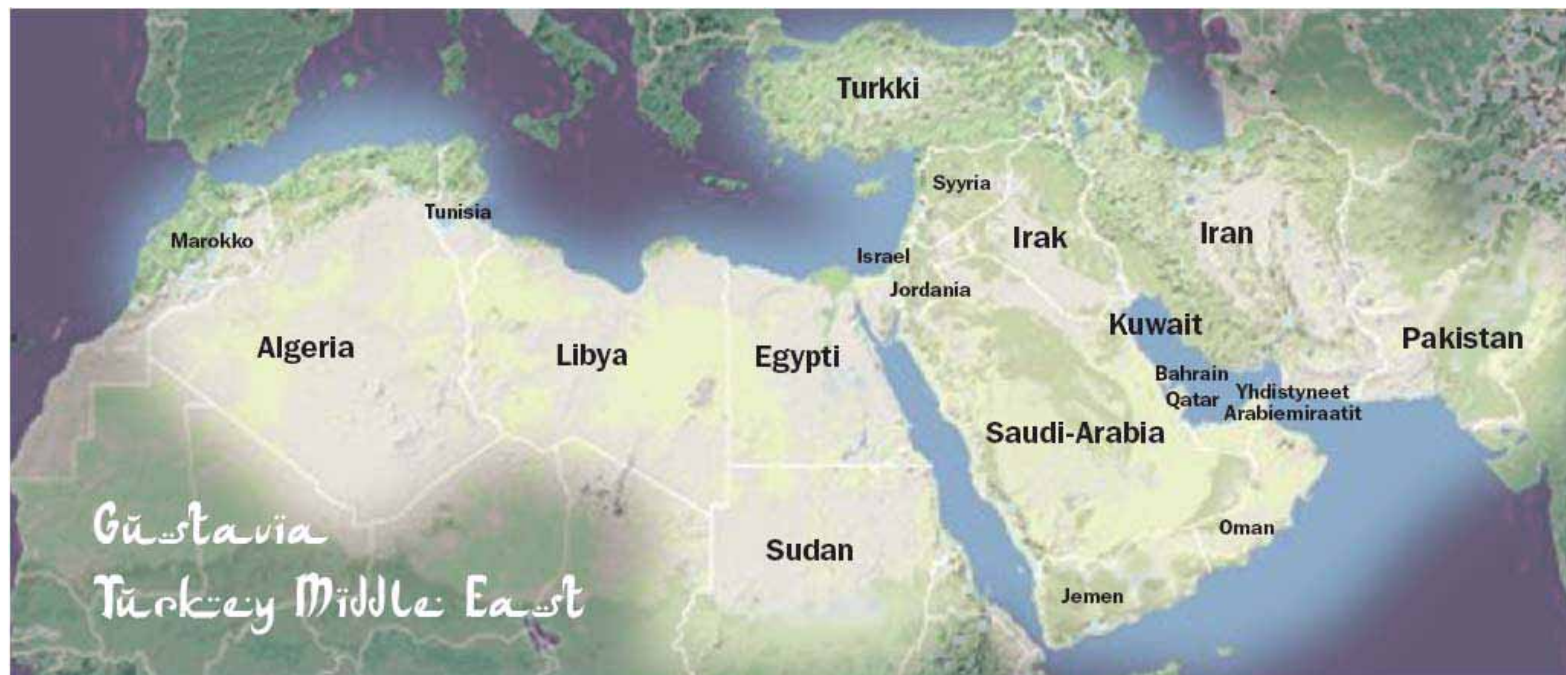 Turkki
Syyria
Tunisia
Marokko
Irak
Iran
Israel
Jordania
Kuwait
Pakistan
Algeria
Libya
Egypti
Bahrain
Qatar
Yhdistyneet
Arabiemiraatit
Saudi-Arabia
Gustavia
Oman
Sudan
Turkey Middle East
Jemen